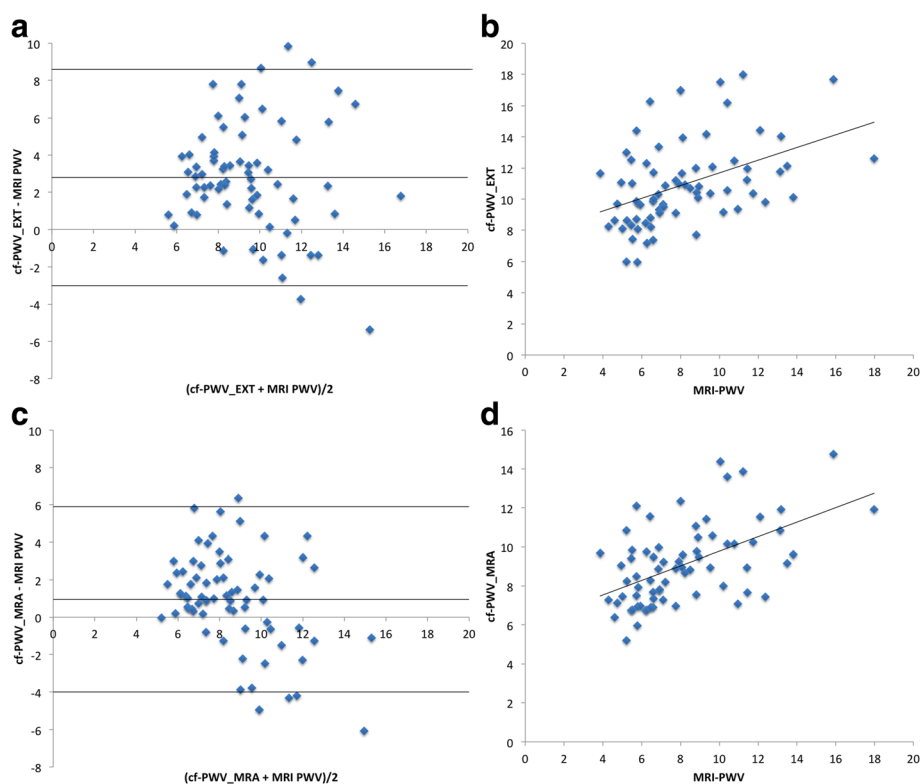 a
10
8
6
4
2
0
-2
-4
-6
-8
0 2 4 6 8 10 12 14 16 18 20
cf-PWV_EXT - MRI PWV
(cf-PWV_EXT + MRI PWV)/2
b
20
18
16
14
12
10
8
6
4
2
0
0 2 4 6 8 10 12 14 16 18 20
cf-PWV_EXT
MRI-PWV
c
10
8
6
4
2
0
-2
-4
-6
-8
0 2 4 6 8 10 12 14 16 18 20
cf-PWV_MRA - MRI PWV
(cf-PWV_MRA + MRI PWV)/2
d
20
18
16
14
12
10
8
6
4
2
0
0 2 4 6 8 10 12 14 16 18 20
cf-PWV_MRA
MRI-PWV